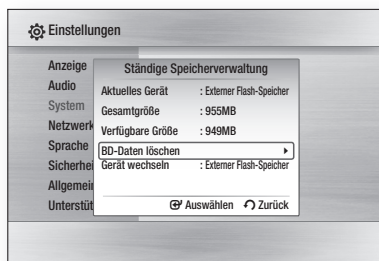 Einstellungen
Anzeige
Audio
System
Netzwerk
Sprache
Sicherhei
Allgemein
Unterstüt
Ständige Speicherverwaltung
Aktuelles Gerät : Externer Flash-Speicher
Gesamtgröße : 955MB
Verfügbare Größe : 949MB
BD-Daten löschen
Gerät wechseln : Externer Flash-Speicher
Auswählen Zurück